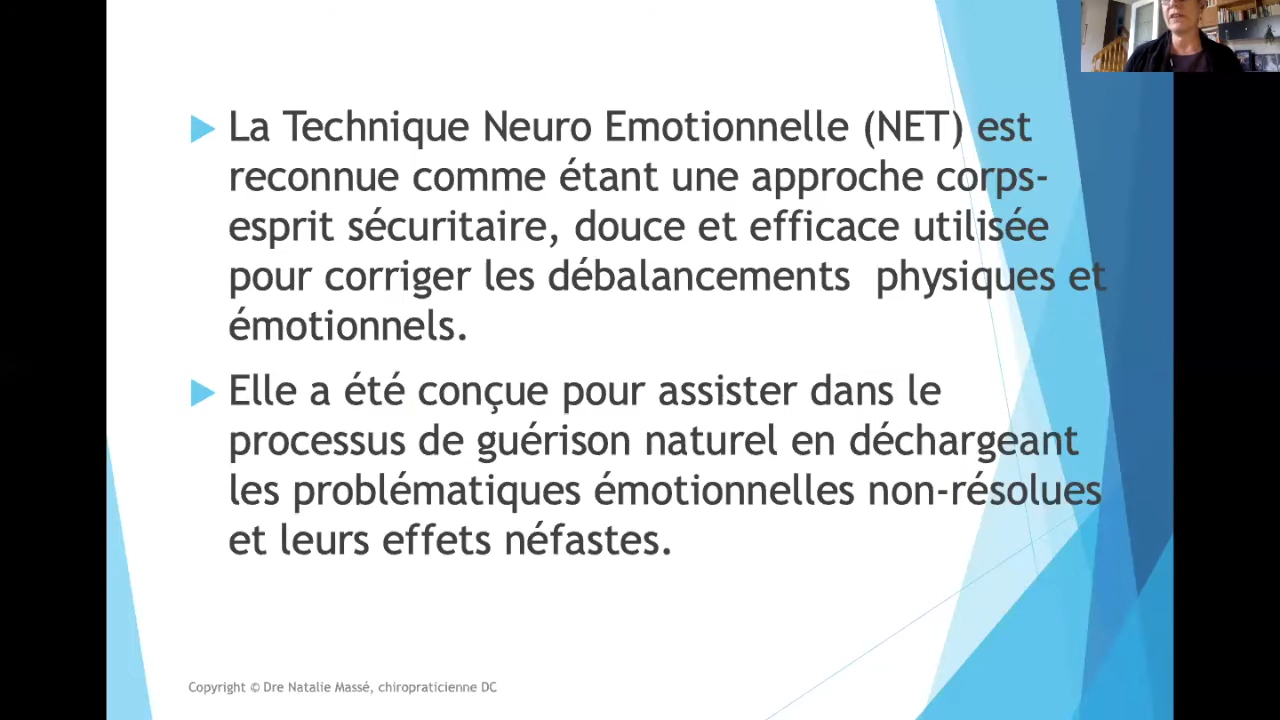 La Technique Neuro Emotionnelle (NET) est
reconnue comme étant une approche corps-
esprit sécuritaire, douce et efficace utilisée
pour corriger les débalancements  physiques et
émotionnels.
Elle a été conçue pour assister dans le
processus de guérison naturel en déchargeant
les problématiques émotionnelles non-résolues
et leurs effets néfastes.
Copyright © Dre Natalie Massé, chiropraticienne DC